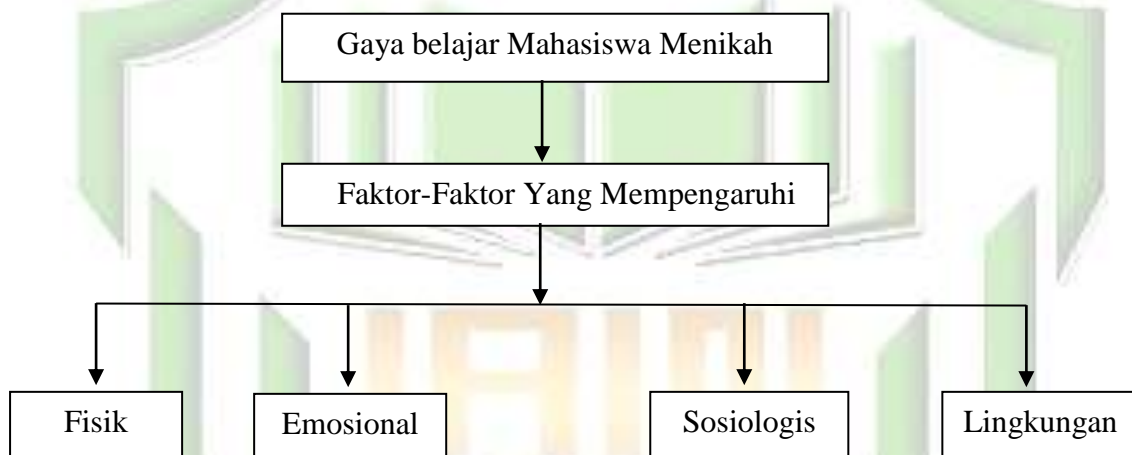 Gaya belajar Mahasiswa Menikah
Faktor-Faktor Yang Mempengaruhi
Fisik
Emosional
Sosiologis
Lingkungan